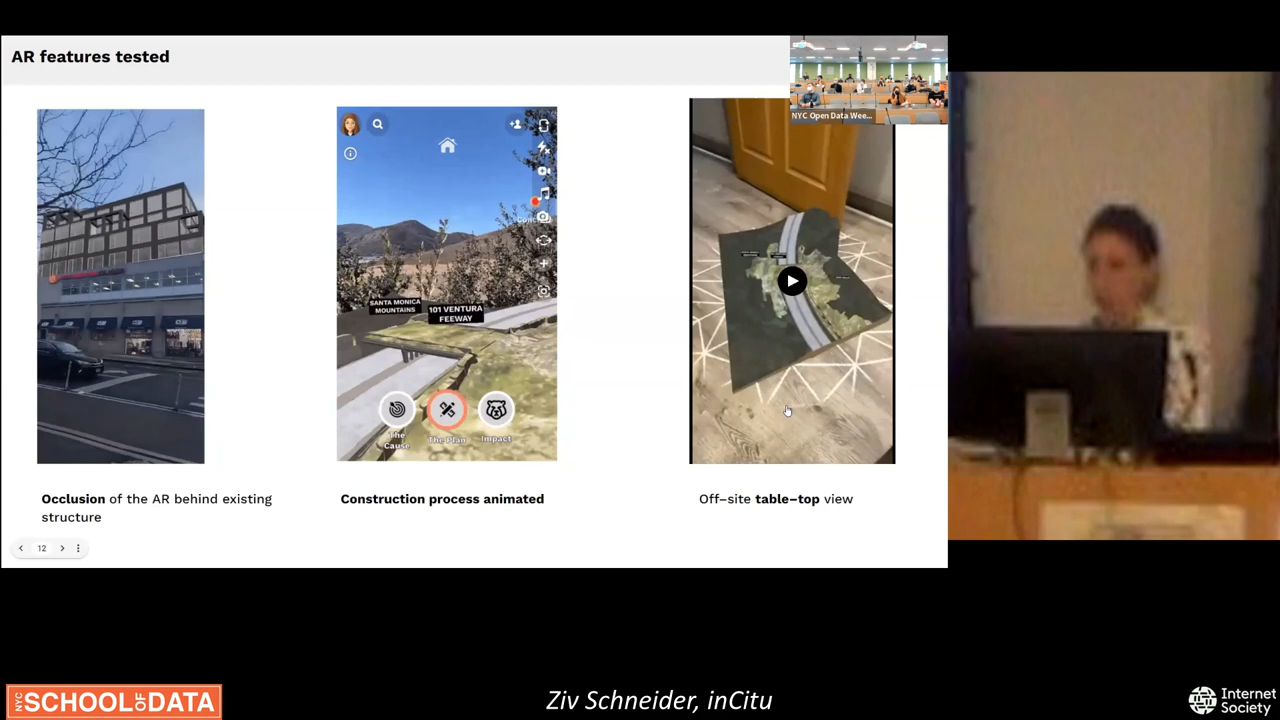 AR features tested
NYC Open Data Wee...
SANTA MONICA
MOUNTAINS
101 VENTURA
FEEWAY
The
Cause
The Plan
Impact
Occlusion of the AR behind existing
structure
Construction process animated
Off-site table-top view
12
NYC SCHOOL OF DATA
Ziv Schneider, inCitu
Internet
Society